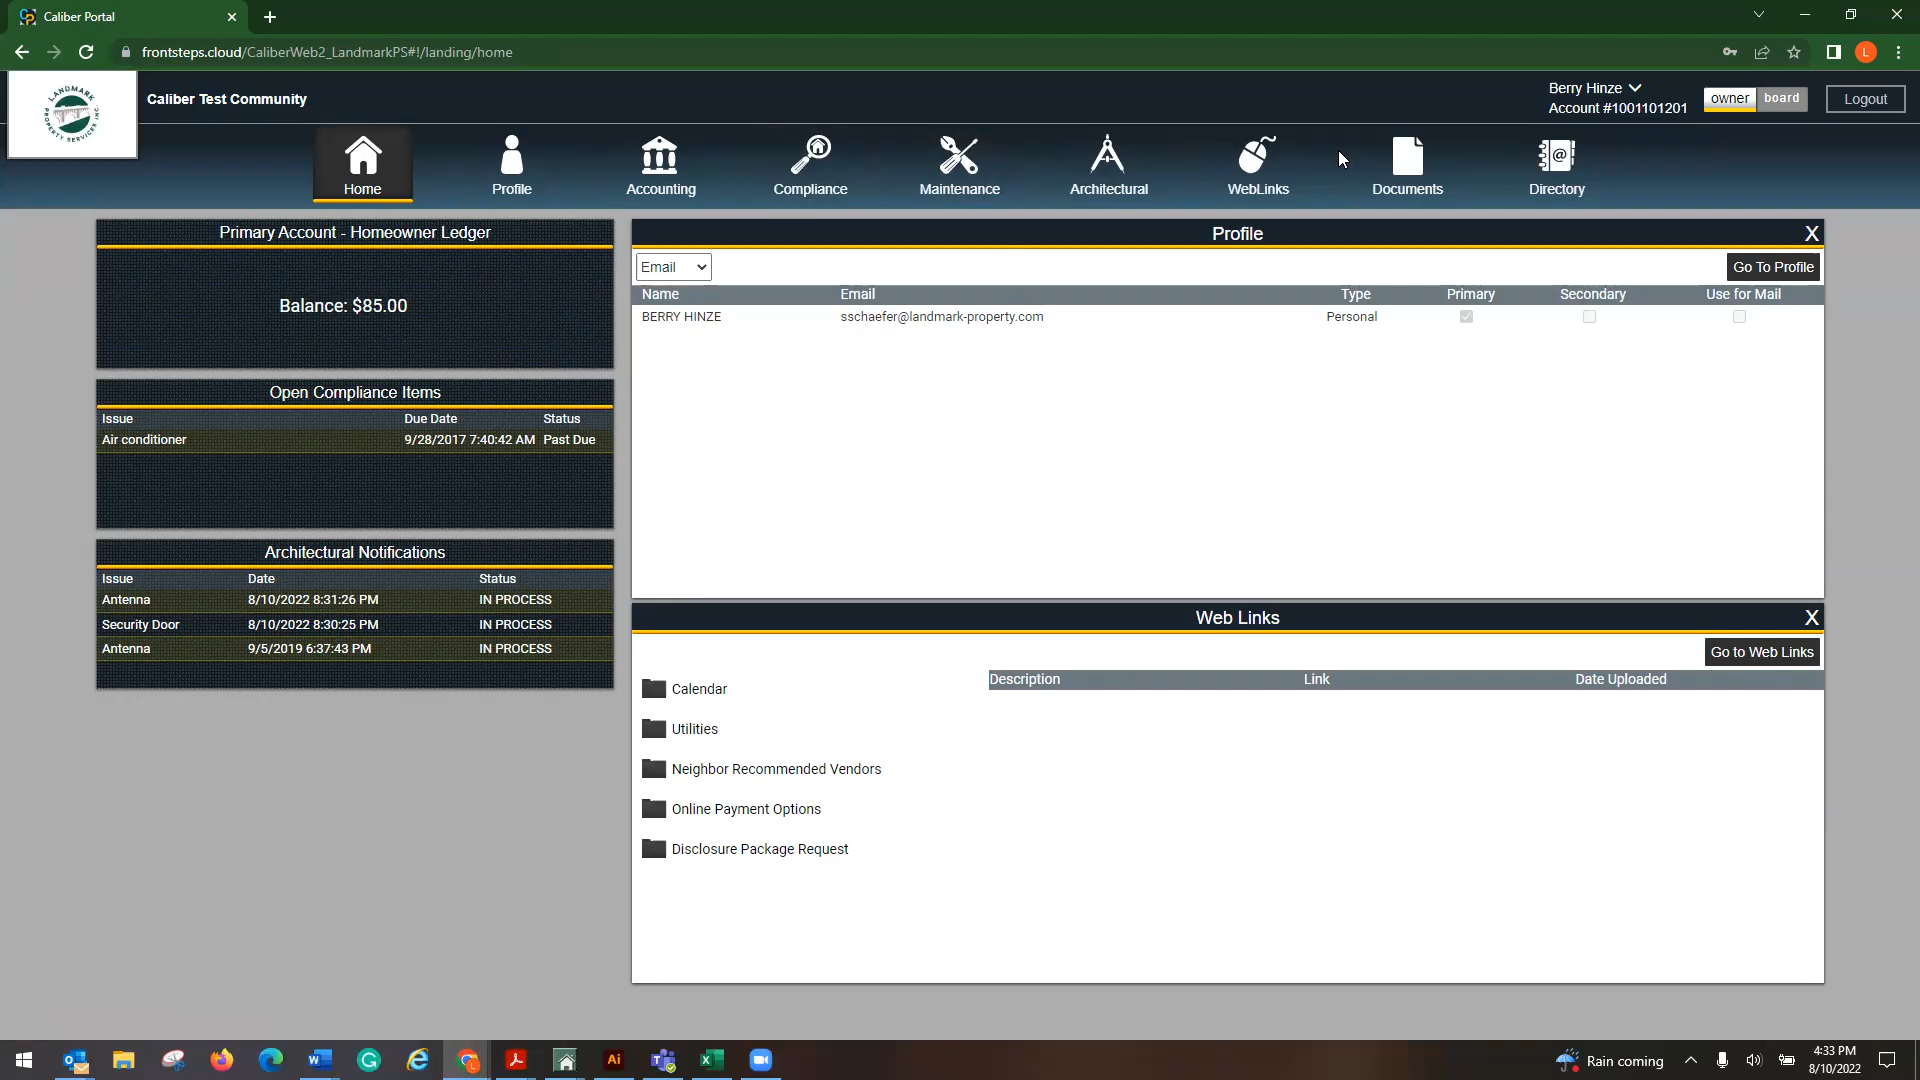 Caliber Portal
frontsteps.cloud/CaliberWeb2_LandmarkPS#!/landing/home
L
LANDMARK
PROPERTY SERVICES INC
Caliber Test Community
Berry Hinze
Account #1001101201
owner board
Logout
Home Profile Accounting Compliance Maintenance Architectural WebLinks Documents Directory
Primary Account - Homeowner Ledger
Balance: $85.00
Open Compliance Items
Issue Due Date Status
Air conditioner 9/28/2017 7:40:42 AM Past Due
Architectural Notifications
Issue Date Status
Antenna 8/10/2022 8:31:26 PM IN PROCESS
Security Door 8/10/2022 8:30:25 PM IN PROCESS
Antenna 9/5/2019 6:37:43 PM IN PROCESS
Profile X
Email Go To Profile
Name Email Type Primary Secondary Use for Mail
BERRY HINZE sschaefer@landmark-property.com Personal
Web Links X
Go to Web Links
Description Link Date Uploaded
Calendar
Utilities
Neighbor Recommended Vendors
Online Payment Options
Disclosure Package Request
Rain coming
4:33 PM
8/10/2022